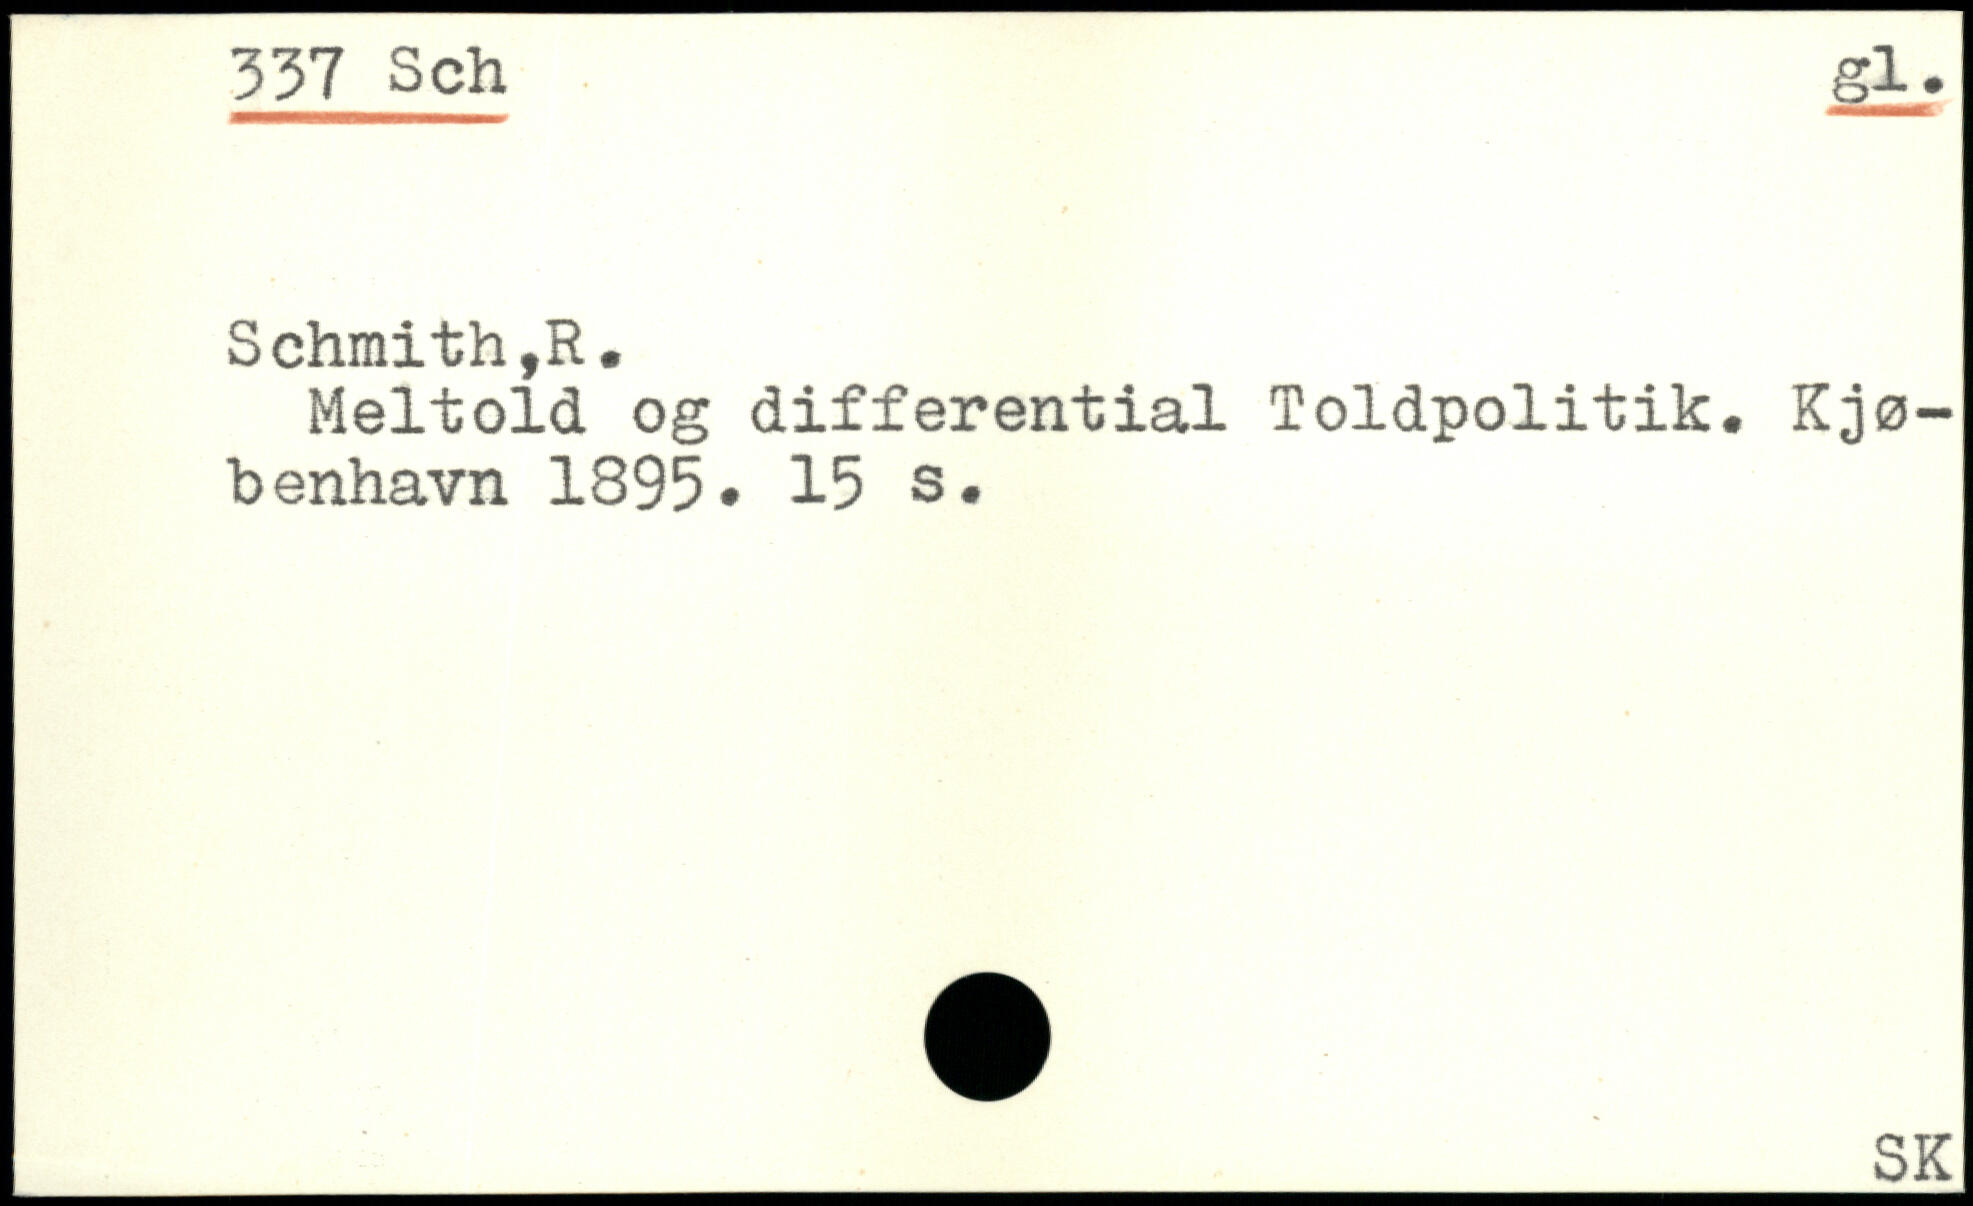 337 Sch gl.
Schmith,R.
Meltold og differential Toldpolitik. Kjø-
benhavn 1895. 15 s.
SK